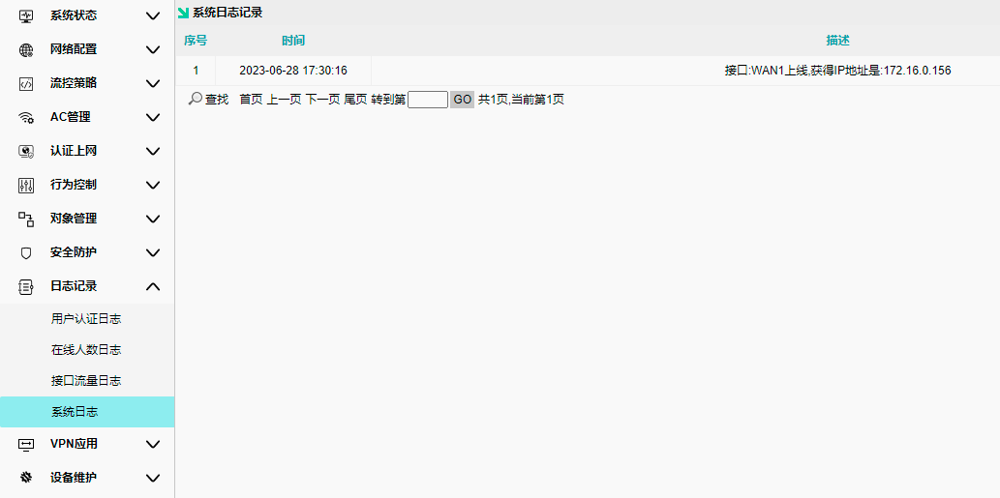 系统状态
网络配置
流控策略
AC管理
认证上网
行为控制
对象管理
安全防护
日志记录
用户认证日志
在线人数日志
接口流量日志
系统日志
VPN应用
设备维护
系统日志记录
序号 时间 描述
1 2023-06-28 17:30:16 接口:WAN1上线,获得IP地址是:172.16.0.156
查找 首页 上一页 下一页 尾页 转到第 GO 共1页,当前第1页